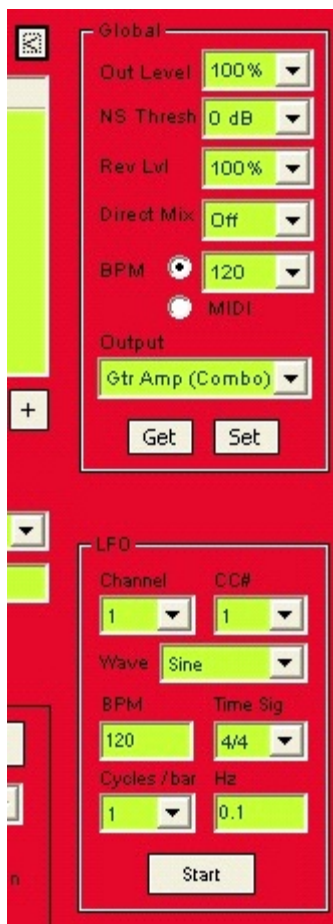 Global
Out Level 100%
NS Thresh 0 dB
Rev Lvl 100%
Direct Mix Off
BPM 120
MIDI
Output
Gtr Amp (Combo)
+
Get Set
LFO
Channel CC#
1 1
Wave Sine
BPM Time Sig
120 4/4
Cycles /bar Hz
1 0.1
Start
n